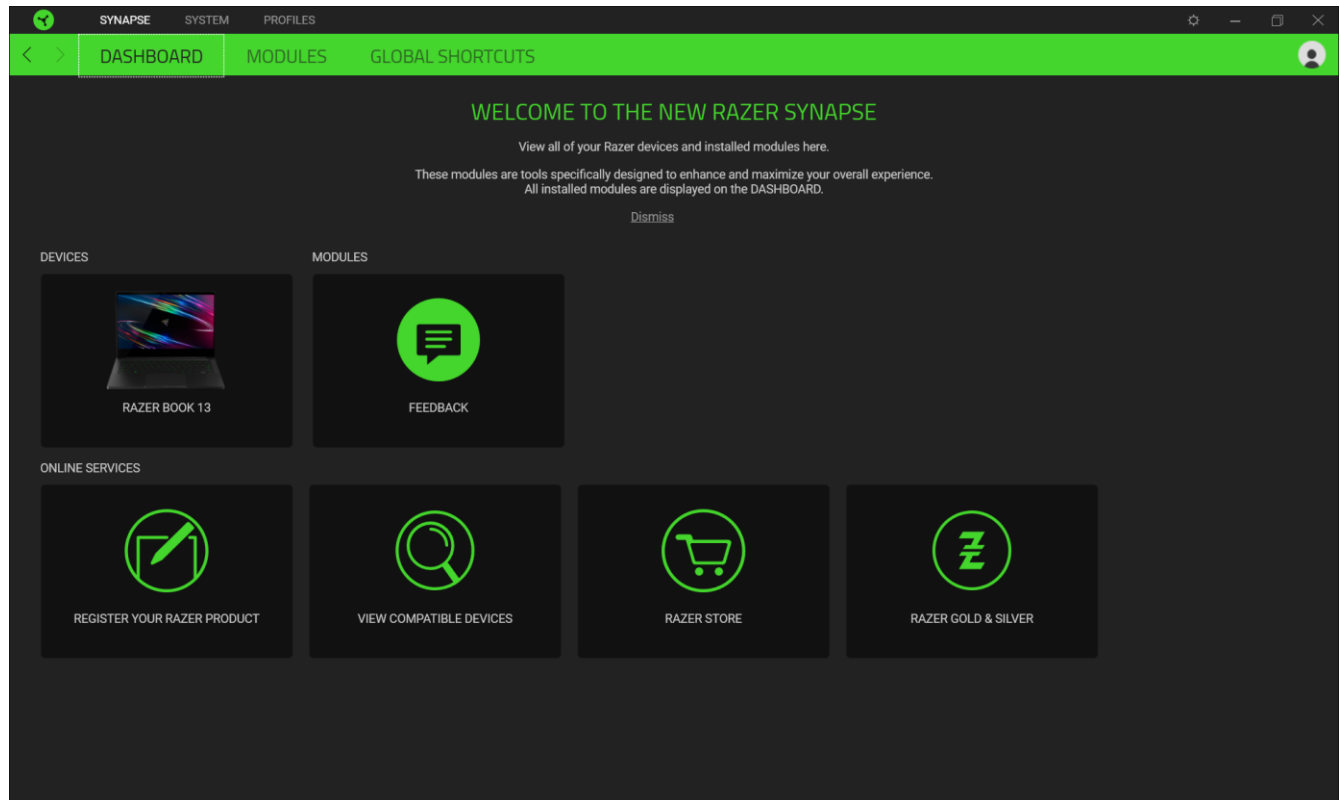 SYNAPSE SYSTEM PROFILES
DASHBOARD MODULES GLOBAL SHORTCUTS
WELCOME TO THE NEW RAZER SYNAPSE
View all of your Razer devices and installed modules here.
These modules are tools specifically designed to enhance and maximize your overall experience.
All installed modules are displayed on the DASHBOARD.
Dismiss
DEVICES MODULES
RAZER BOOK 13 FEEDBACK
ONLINE SERVICES
REGISTER YOUR RAZER PRODUCT VIEW COMPATIBLE DEVICES RAZER STORE RAZER GOLD & SILVER